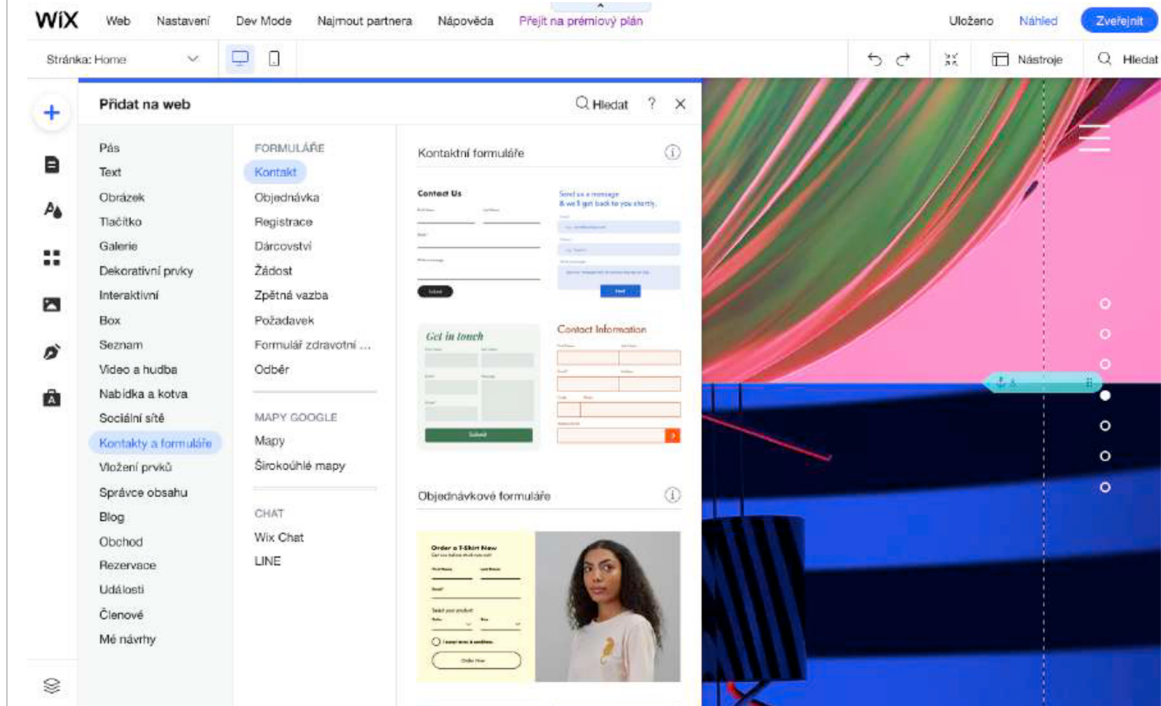 WiX Web Nastavení Dev Mode Najmout partnera Nápověda Přejít na prémiový plán Uloženo Náhled Zveřejnit
Stránka: Home Nástroje Hledat
Přidat na web Hledat ? ×
Pás
Text
Obrázek
Tlačítko
Galerie
Dekorativní prvky
Interaktivní
Box
Seznam
Video a hudba
Nabídka a kotva
Sociální sítě
Kontakty a formuláře
Vložení prvků
Správce obsahu
Blog
Obchod
Rezervace
Události
Členové
Mé návrhy
FORMULÁŘE
Kontakt
Objednávka
Registrace
Dárcovství
Žádost
Zpětná vazba
Požadavek
Formulář zdravotní ...
Odběr
MAPY GOOGLE
Mapy
Širokoúhlé mapy
CHAT
Wix Chat
LINE
Kontaktní formuláře
Contact Us
Send us a message
& we'll get back to you shortly.
Get in touch
Submit
Contact Information
Objednávkové formuláře
Order a T-Shirt Now
First Name Last Name
Order Now